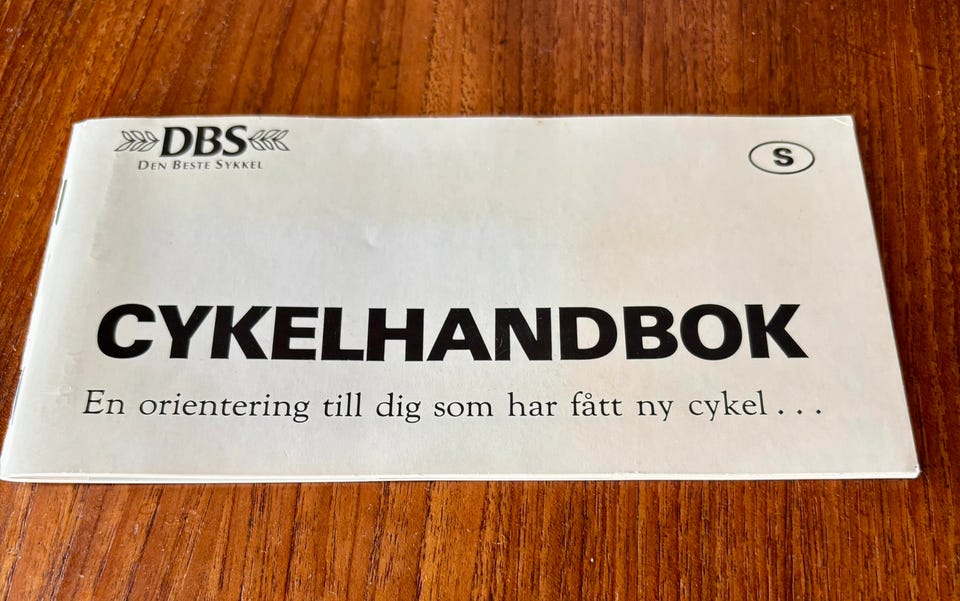 DBS
DEN BESTE SYKKEL
S
CYKELHANDBOK
En orientering till dig som har fått ny cykel . . .